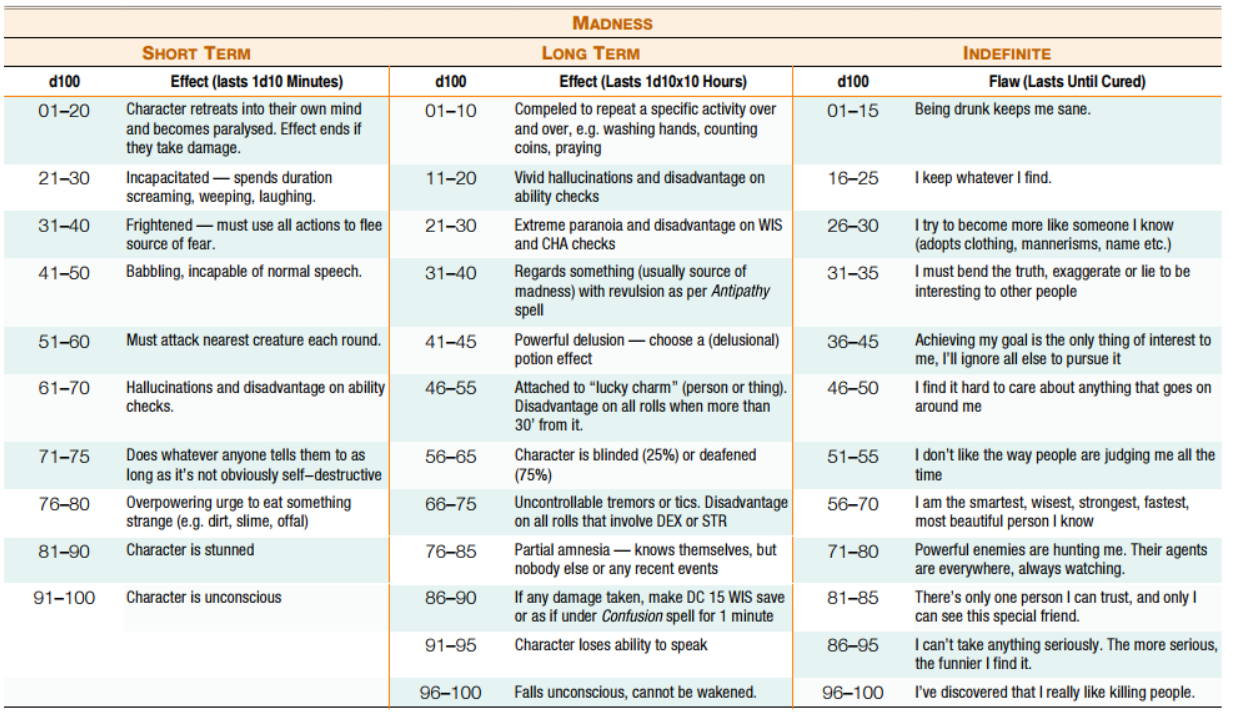 MADNESS
SHORT TERM LONG TERM INDEFINITE
d100 Effect (lasts 1d10 Minutes) d100 Effect (Lasts 1d10x10 Hours) d100 Flaw (Lasts Until Cured)
01–20 Character retreats into their own mind 01–10 Compeled to repeat a specific activity over 01–15 Being drunk keeps me sane.
and becomes paralysed. Effect ends if and over, e.g. washing hands, counting
they take damage. coins, praying
21–30 Incapacitated — spends duration 11–20 Vivid hallucinations and disadvantage on 16–25 I keep whatever I find.
screaming, weeping, laughing. ability checks
31–40 Frightened — must use all actions to flee 21–30 Extreme paranoia and disadvantage on WIS 26–30 I try to become more like someone I know
source of fear. and CHA checks (adopts clothing, mannerisms, name etc.)
41–50 Babbling, incapable of normal speech. 31–40 Regards something (usually source of 31–35 I must bend the truth, exaggerate or lie to be
madness) with revulsion as per Antipathy interesting to other people
spell
51–60 Must attack nearest creature each round. 41–45 Powerful delusion — choose a (delusional) 36–45 Achieving my goal is the only thing of interest to
potion effect me, I'll ignore all else to pursue it
61–70 Hallucinations and disadvantage on ability 46–55 Attached to “lucky charm” (person or thing). 46–50 I find it hard to care about anything that goes on
checks. Disadvantage on all rolls when more than around me
30' from it.
71–75 Does whatever anyone tells them to as 56–65 Character is blinded (25%) or deafened 51–55 I don't like the way people are judging me all the
long as it's not obviously self–destructive (75%) time
76–80 Overpowering urge to eat something 66–75 Uncontrollable tremors or tics. Disadvantage 56–70 I am the smartest, wisest, strongest, fastest,
strange (e.g. dirt, slime, offal) on all rolls that involve DEX or STR most beautiful person I know
81–90 Character is stunned 76–85 Partial amnesia — knows themselves, but 71–80 Powerful enemies are hunting me. Their agents
nobody else or any recent events are everywhere, always watching.
91–100 Character is unconscious 86–90 If any damage taken, make DC 15 WIS save 81–85 There's only one person I can trust, and only I
or as if under Confusion spell for 1 minute can see this special friend.
91–95 Character loses ability to speak 86–95 I can't take anything seriously. The more serious,
the funnier I find it.
96–100 Falls unconscious, cannot be wakened. 96–100 I've discovered that I really like killing people.